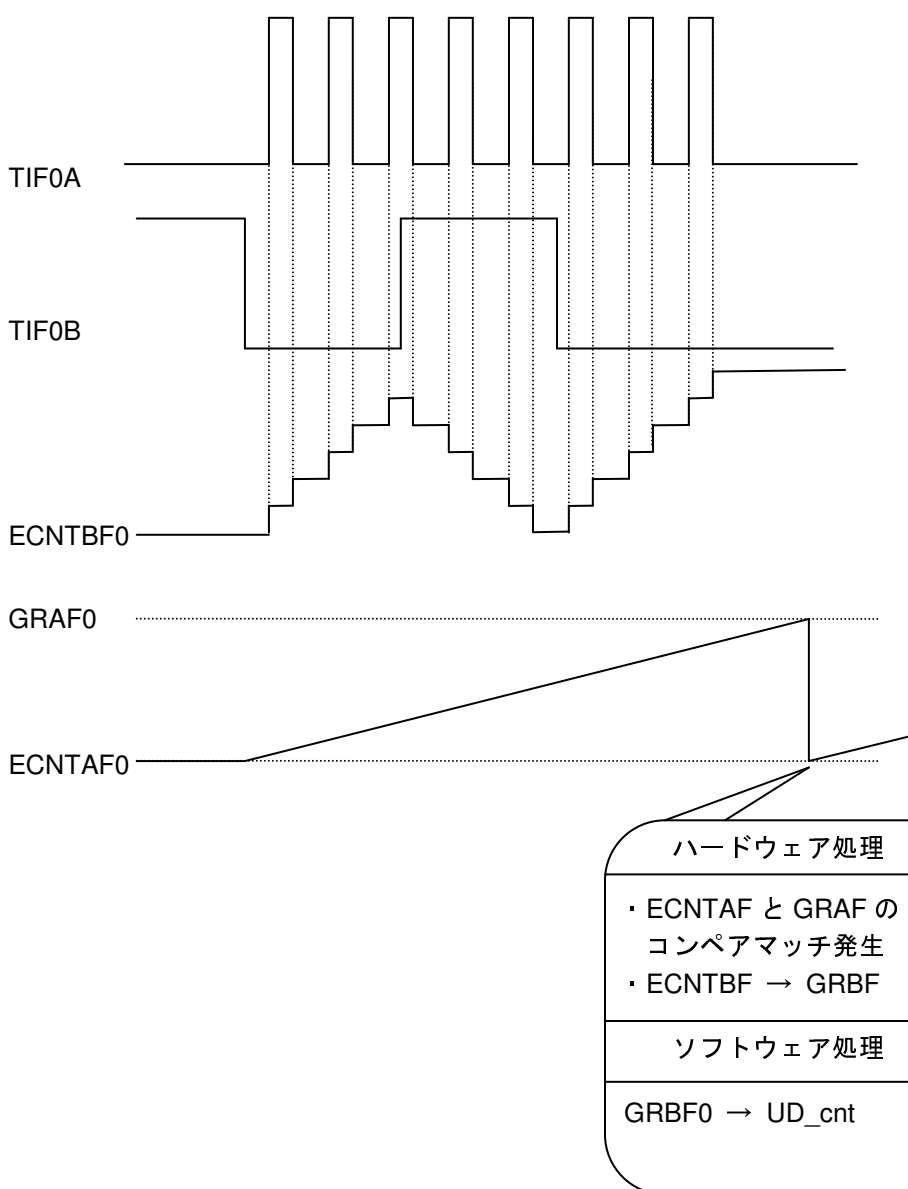 TIF0A
TIF0B
ECNTBF0
GRAF0
ECNTAF0
ハードウェア処理
・ECNTAF と GRAF の
コンペアマッチ発生
・ECNTBF → GRBF
ソフトウェア処理
GRBF0 → UD_cnt